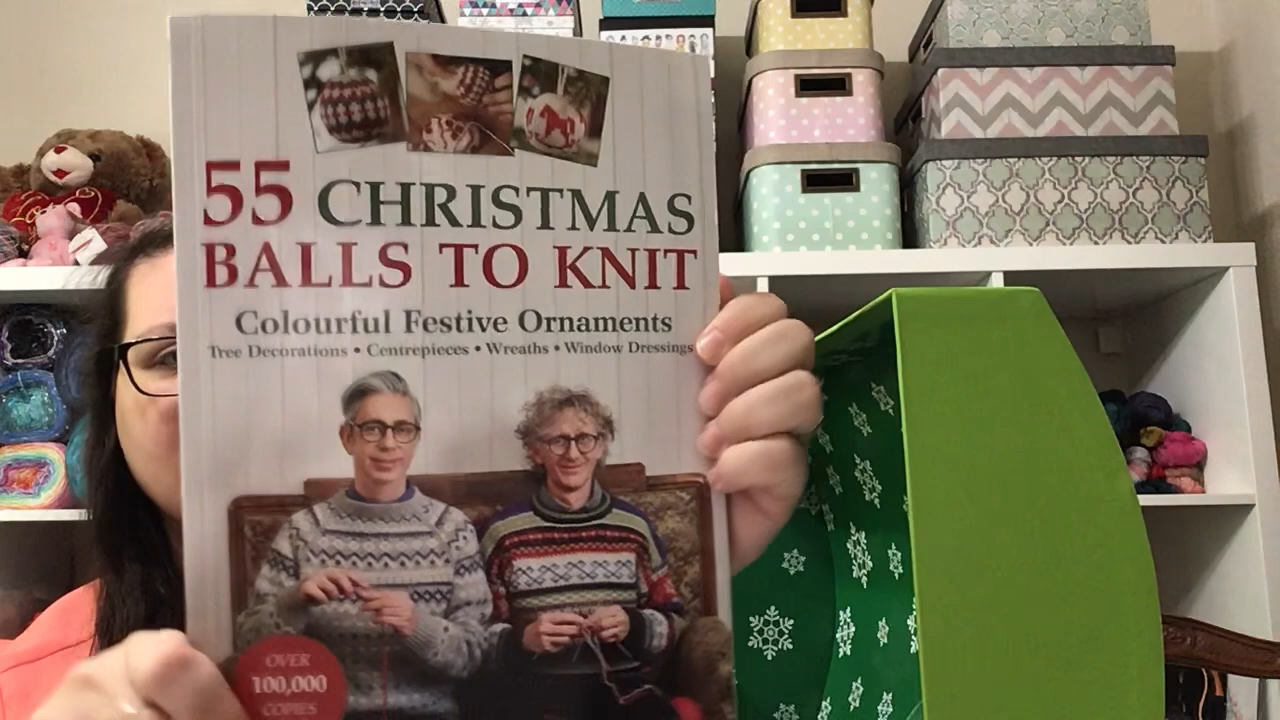 55 CHRISTMAS
BALLS TO KNIT
Colourful Festive Ornaments
Tree Decorations • Centrepieces • Wreaths • Window Dressings
OVER
100,000
COPIES